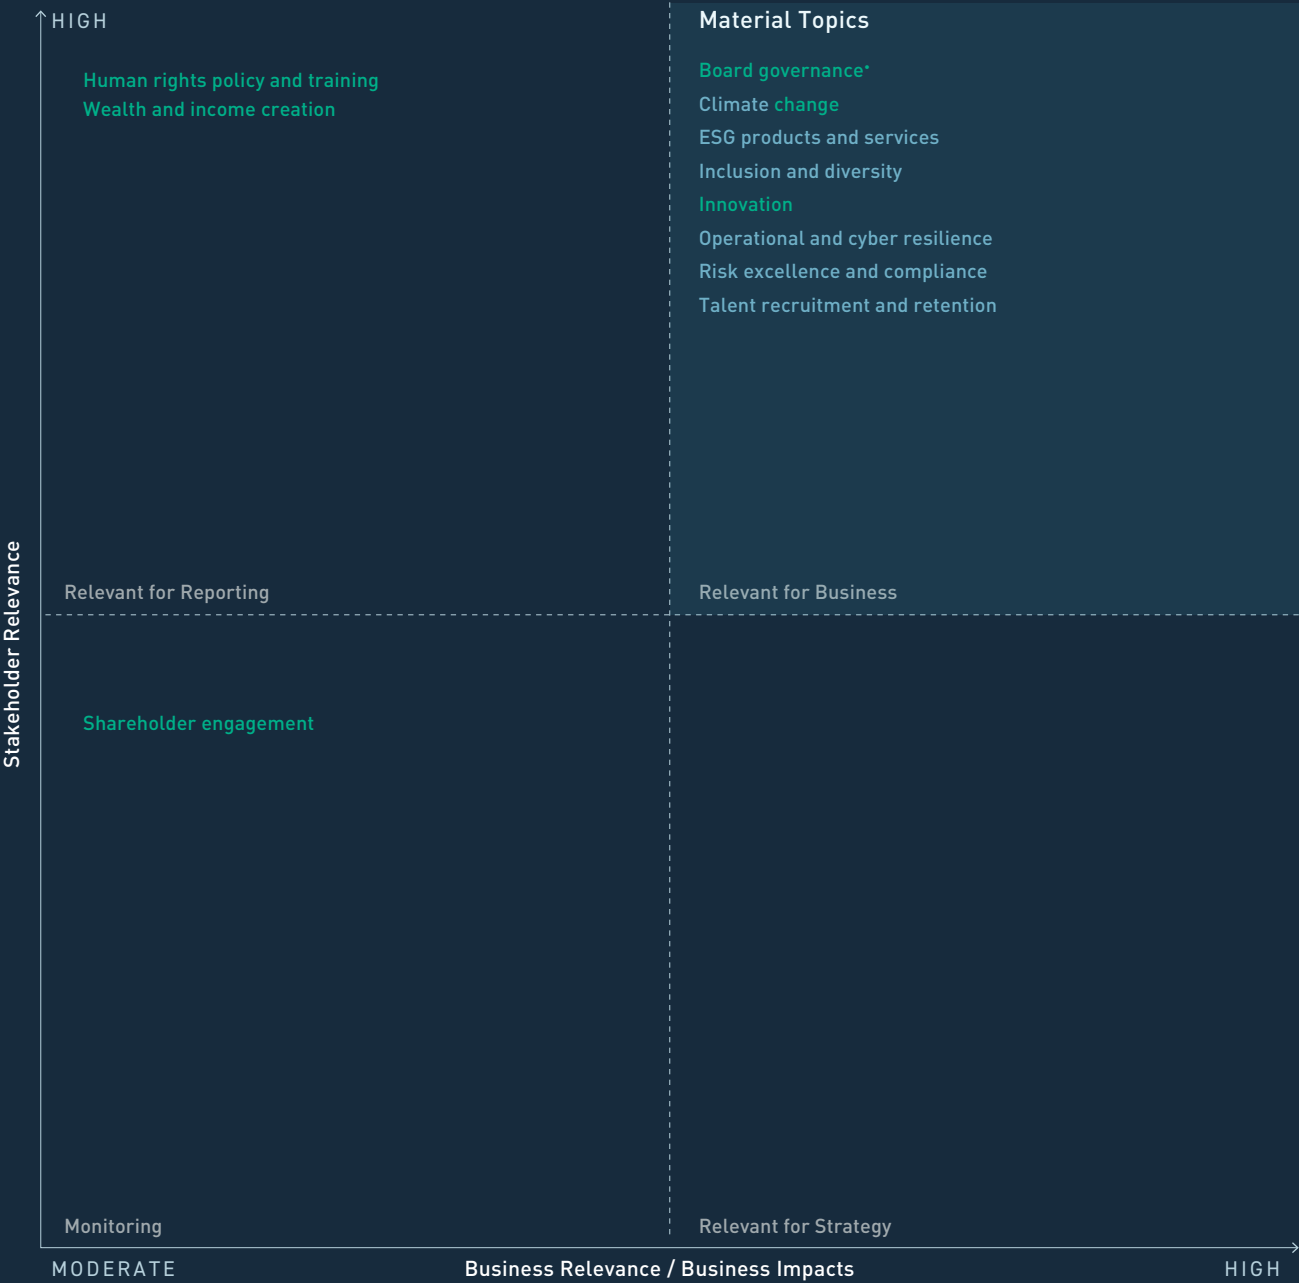 HIGH
Human rights policy and training
Wealth and income creation
Relevant for Reporting
Material Topics
Board governance*
Climate change
ESG products and services
Inclusion and diversity
Innovation
Operational and cyber resilience
Risk excellence and compliance
Talent recruitment and retention
Relevant for Business
Stakeholder Relevance
Shareholder engagement
Monitoring
Relevant for Strategy
MODERATE
Business Relevance / Business Impacts
HIGH